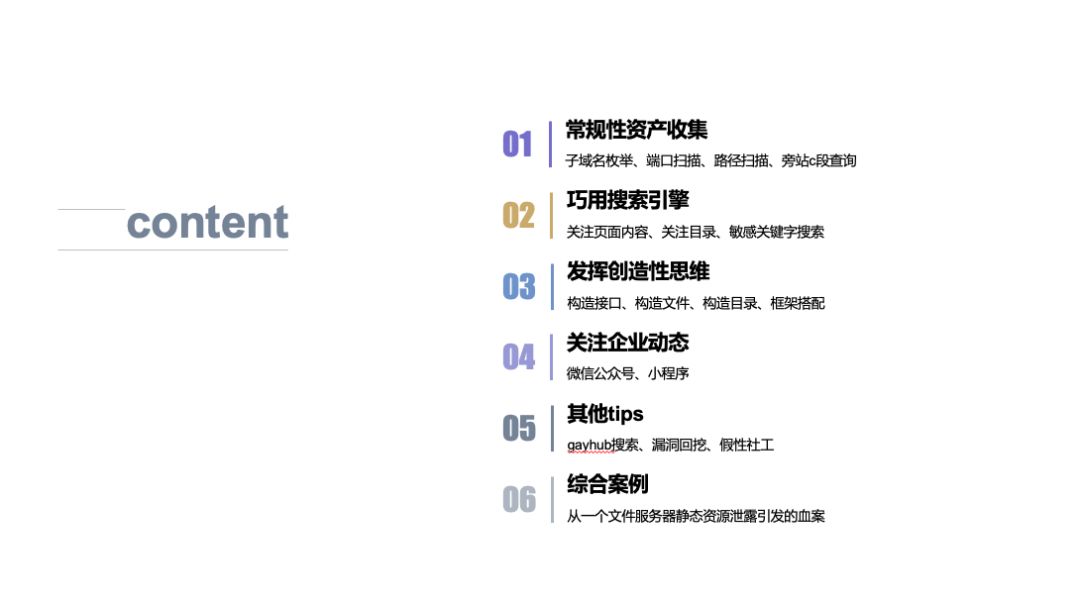 content
01
常规性资产收集
子域名枚举、端口扫描、路径扫描、旁站c段查询
02
巧用搜索引擎
关注页面内容、关注目录、敏感关键字搜索
03
发挥创造性思维
构造接口、构造文件、构造目录、框架搭配
04
关注企业动态
微信公众号、小程序
05
其他tips
gayhub搜索、漏洞回挖、假性社工
06
综合案例
从一个文件服务器静态资源泄露引发的血案